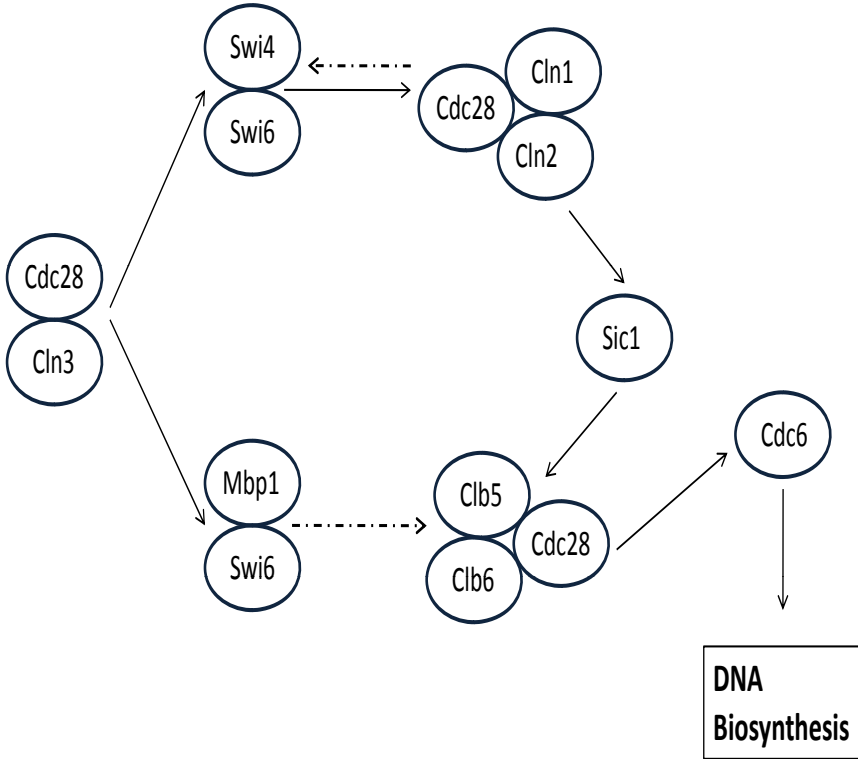 Swi4
Swi6
Cdc28
Cln1
Cln2
Cdc28
Cln3
Sic1
Cdc6
Mbp1
Swi6
Clb5
Cdc28
Clb6
DNA
Biosynthesis